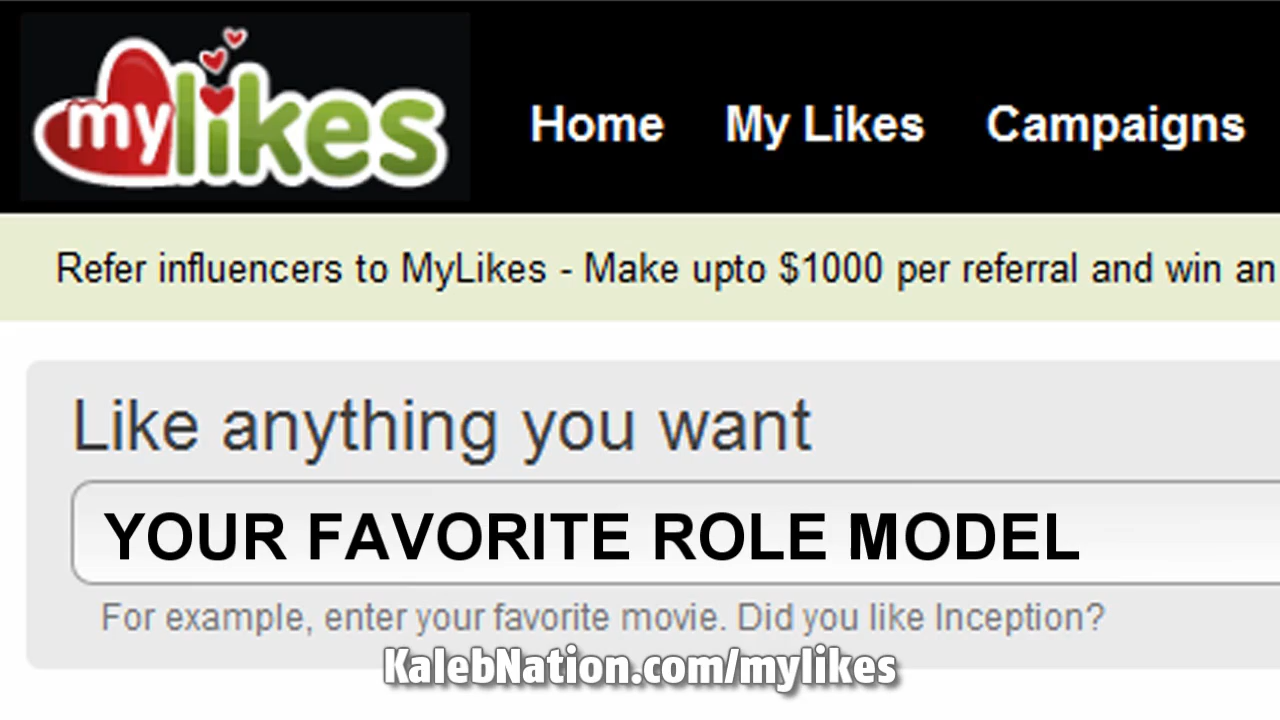 mylikes
Home My Likes Campaigns
Refer influencers to MyLikes - Make upto $1000 per referral and win an
Like anything you want
YOUR FAVORITE ROLE MODEL
For example, enter your favorite movie. Did you like Inception?
KalebNation.com/mylikes